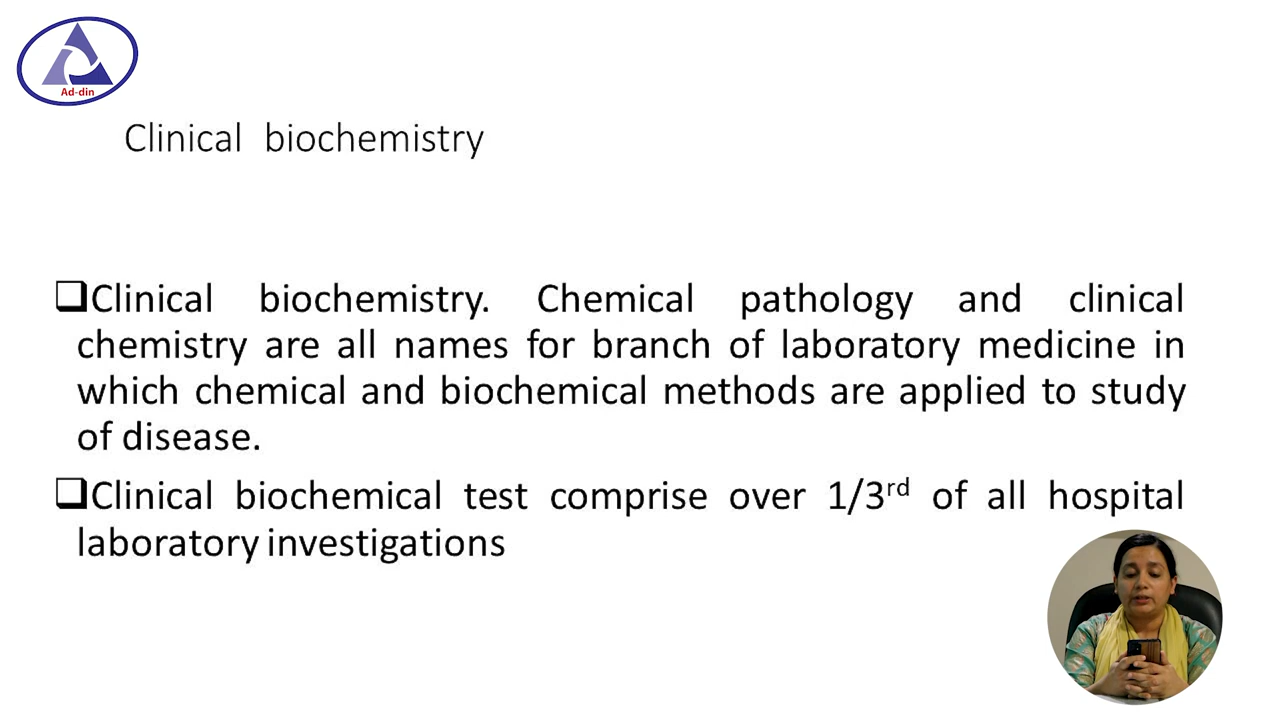 Ad-din
Clinical biochemistry
❑Clinical biochemistry. Chemical pathology and clinical
chemistry are all names for branch of laboratory medicine in
which chemical and biochemical methods are applied to study
of disease.
❑Clinical biochemical test comprise over 1/3rd of all hospital
laboratory investigations